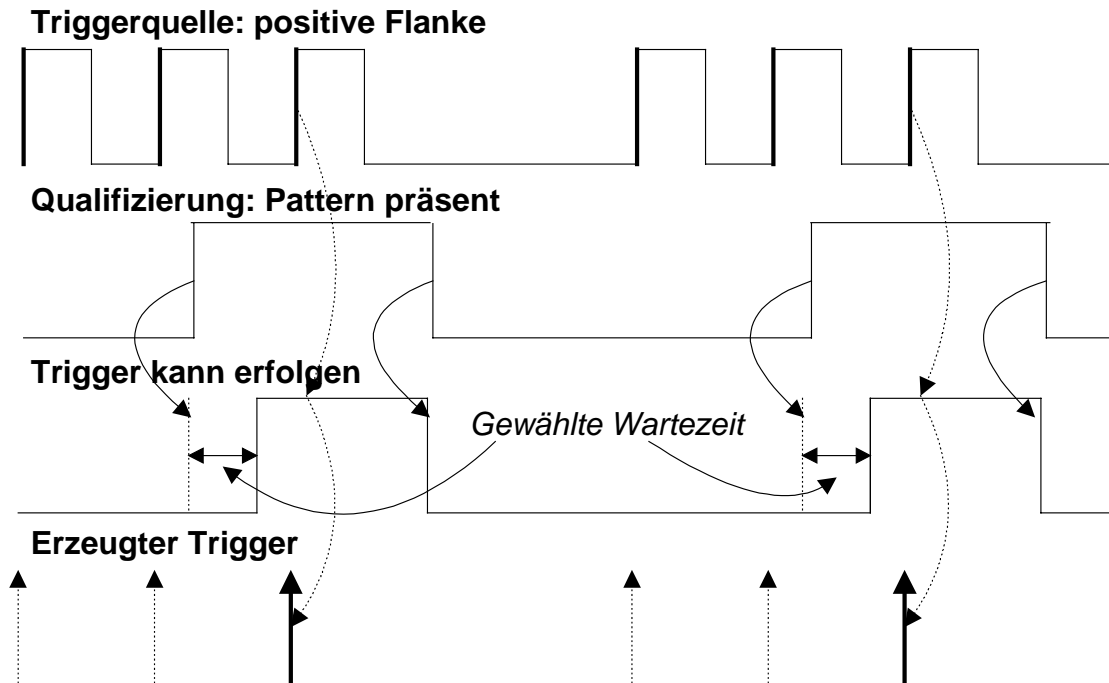 Triggerquelle: positive Flanke
Qualifizierung: Pattern präsent
Trigger kann erfolgen
Gewählte Wartezeit
Erzeugter Trigger